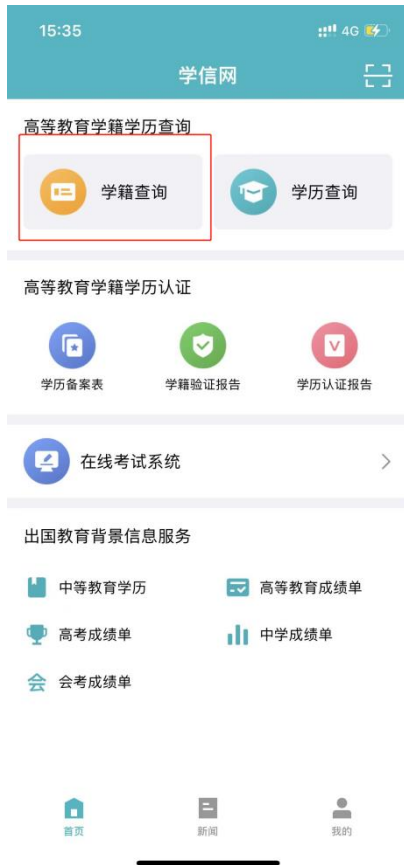 15:35 4G
学信网
高等教育学籍学历查询
学籍查询 学历查询
高等教育学籍学历认证
学历备案表 学籍验证报告 学历认证报告
在线考试系统
出国教育背景信息服务
中等教育学历 高等教育成绩单
高考成绩单 中学成绩单
会 会考成绩单
首页 新闻 我的